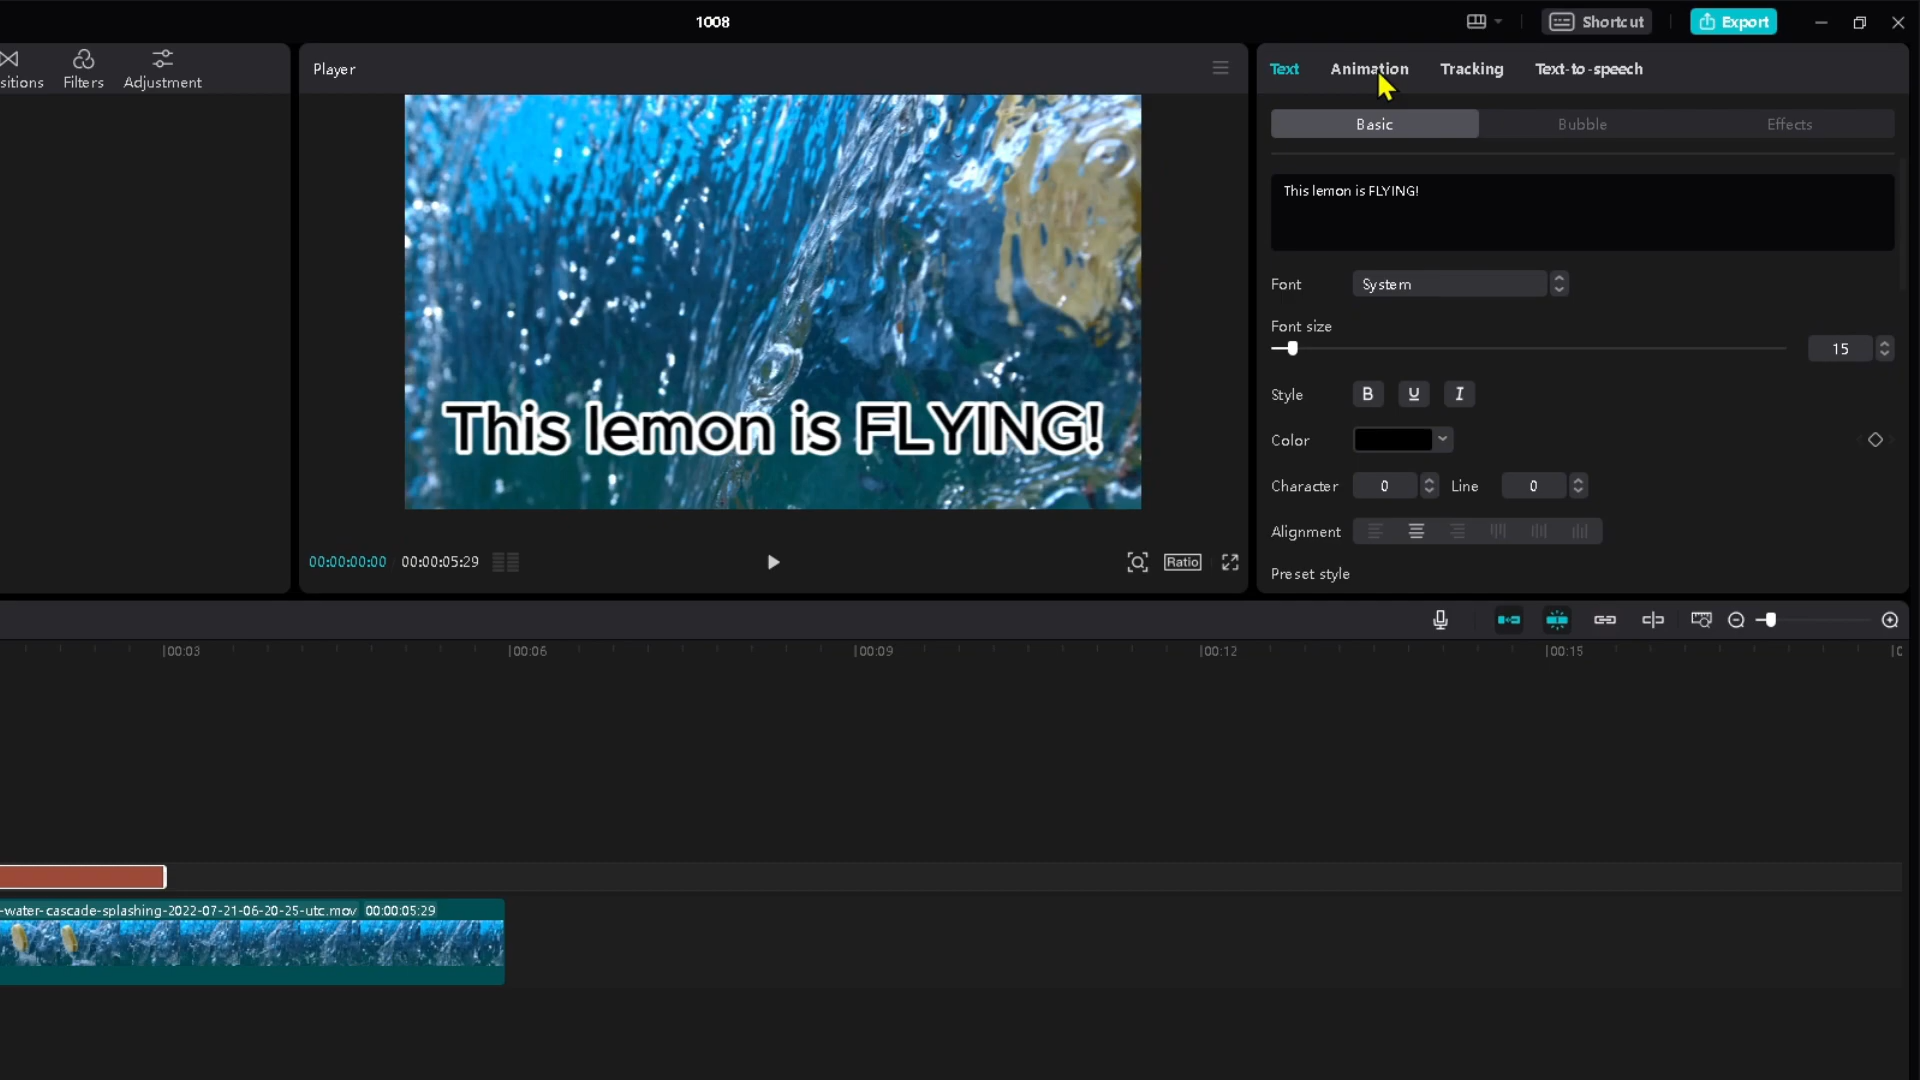 1008
Shortcut
Export
sitions
Filters
Adjustment
Player
Text
Animation
Tracking
Text-to-speech
Basic
Bubble
Effects
This lemon is FLYING!
Font
System
Font size
15
Style
B
U
I
Color
Character
0
Line
0
Alignment
Preset style
This lemon is FLYING!
00:00:00:00
00:00:05:29
Ratio
00:03
00:06
00:09
00:12
00:15
-water-cascade-splashing-2022-07-21-06-20-25-utc.mov 00:00:05:29